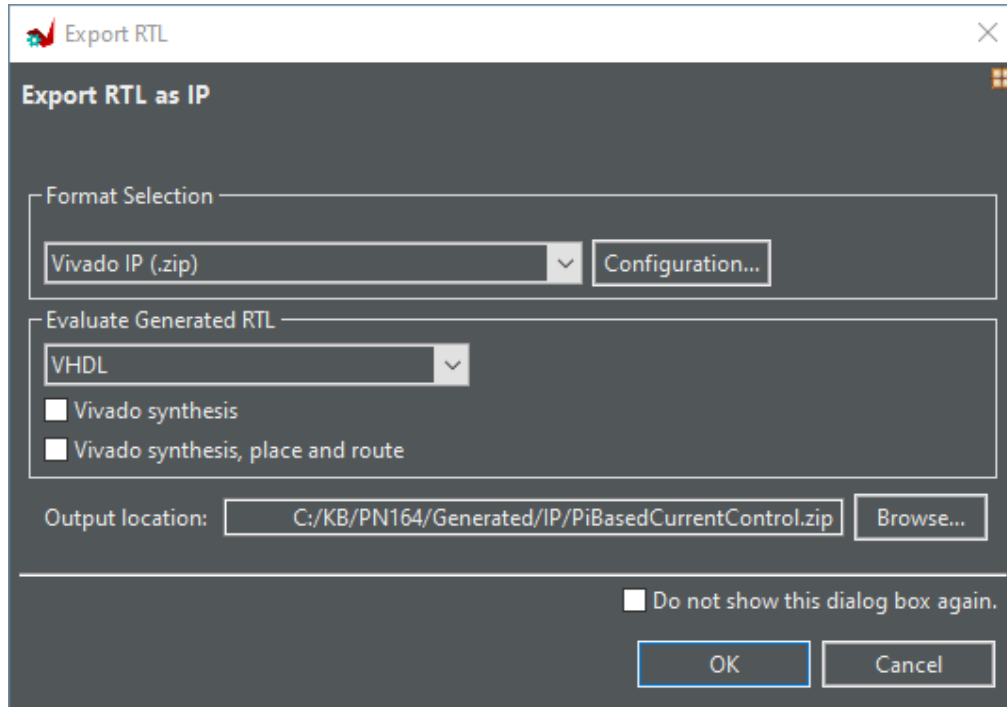 Export RTL
Export RTL as IP
Format Selection
Vivado IP (.zip)
Configuration...
Evaluate Generated RTL
VHDL
Vivado synthesis
Vivado synthesis, place and route
Output location: C:/KB/PN164/Generated/IP/PiBasedCurrentControl.zip Browse...
Do not show this dialog box again.
OK Cancel